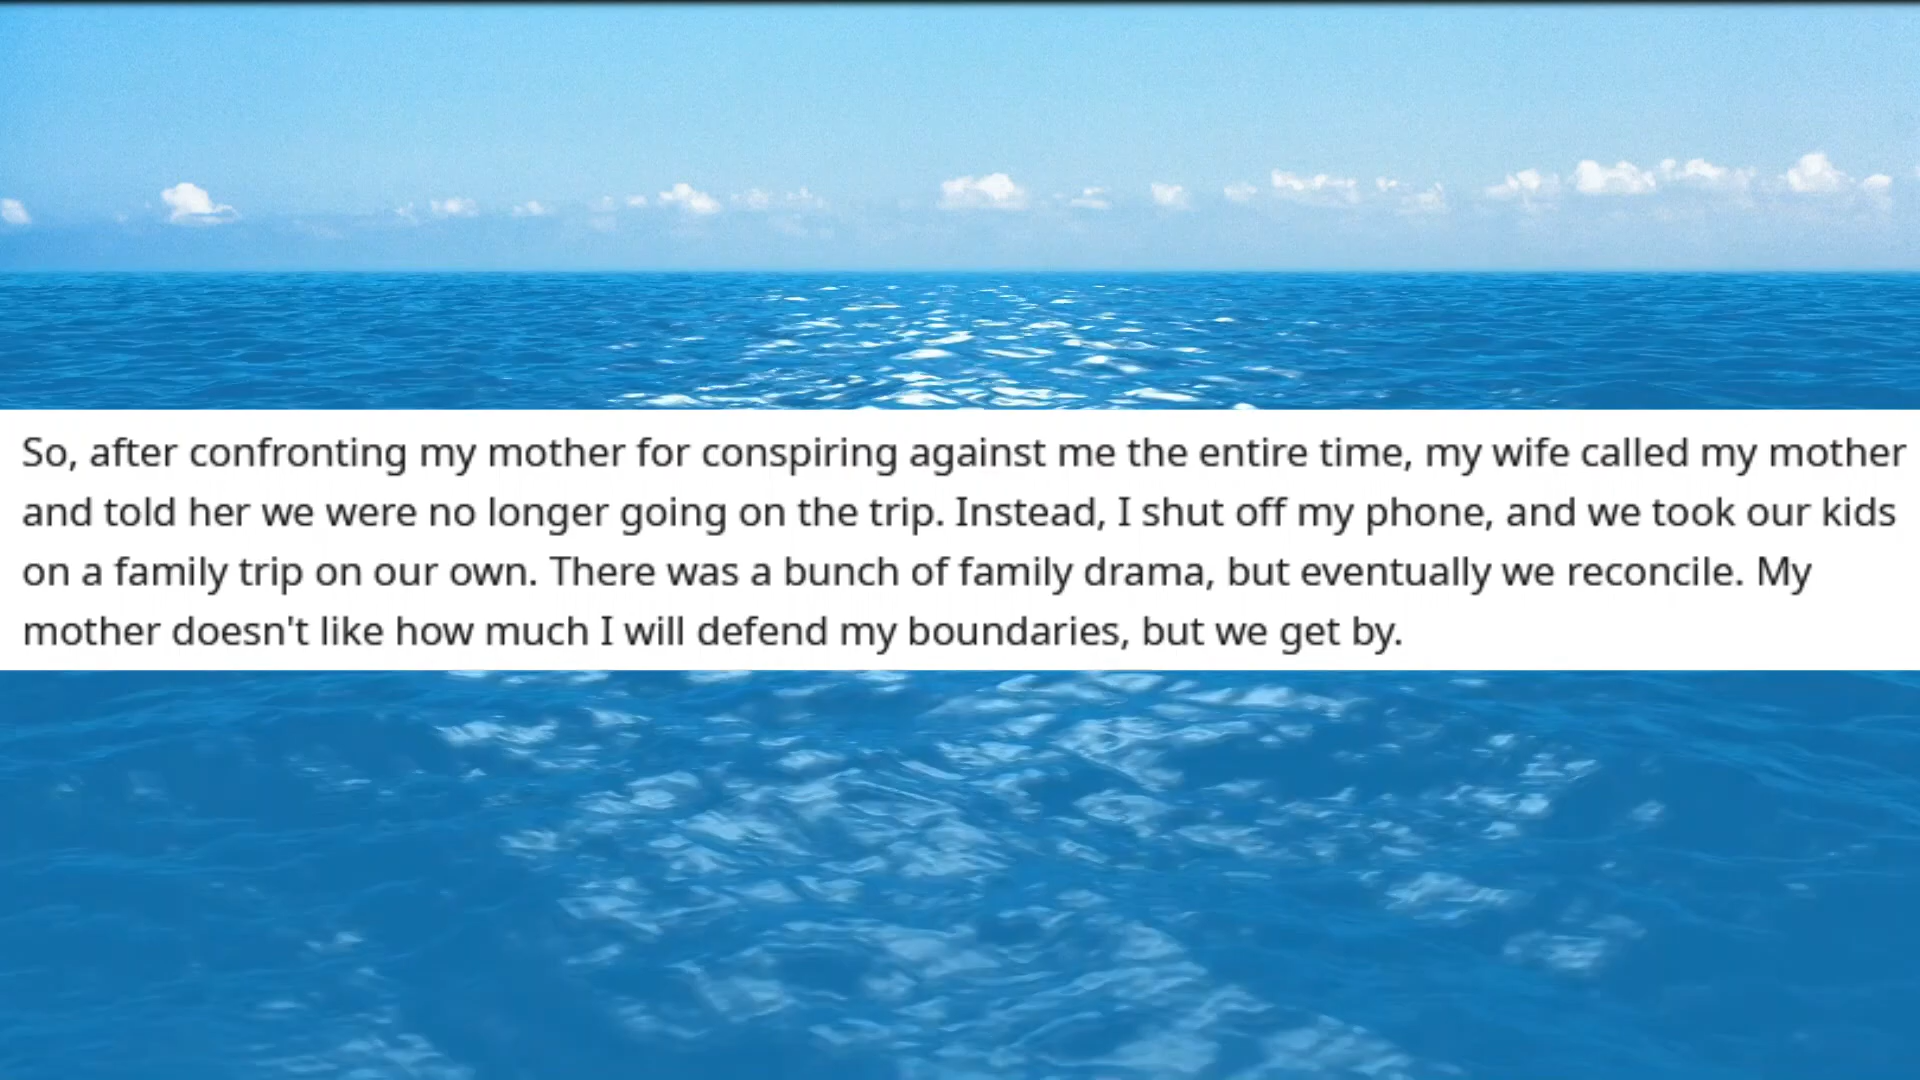 So, after confronting my mother for conspiring against me the entire time, my wife called my mother
and told her we were no longer going on the trip. Instead, I shut off my phone, and we took our kids
on a family trip on our own. There was a bunch of family drama, but eventually we reconcile. My
mother doesn't like how much I will defend my boundaries, but we get by.